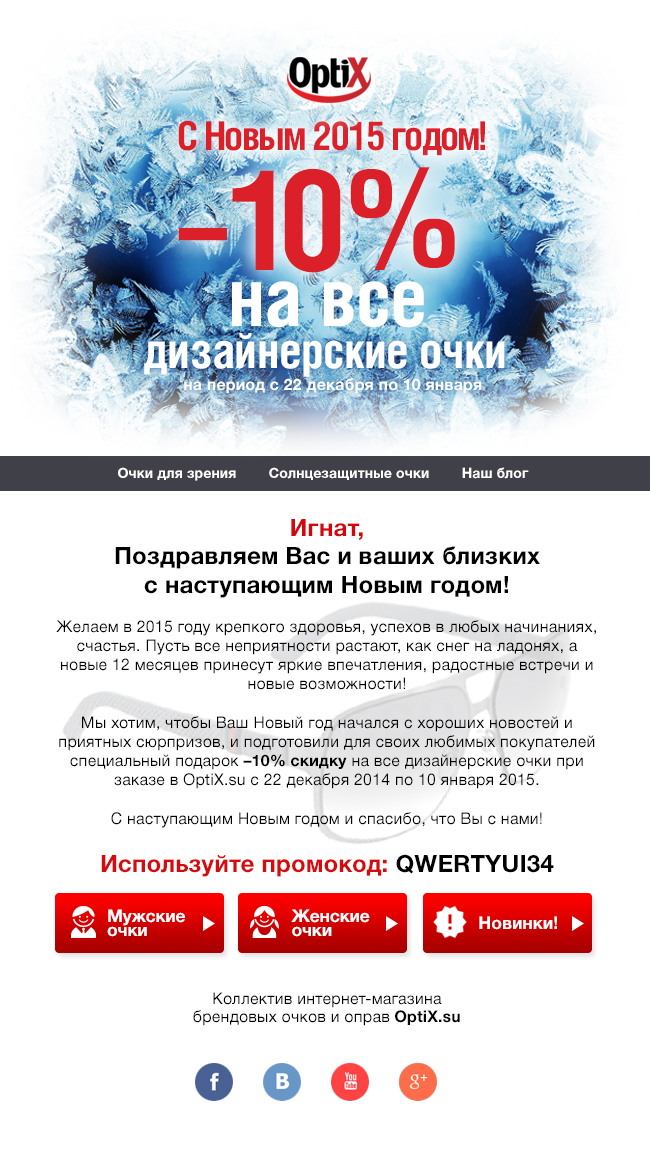 OptiX
С Новым 2015 годом!
–10%
на все
дизайнерские очки
на период с 22 декабря по 10 января
Очки для зрения Солнцезащитные очки Наш блог
Игнат,
Поздравляем Вас и ваших близких
с наступающим Новым годом!
Желаем в 2015 году крепкого здоровья, успехов в любых начинаниях,
счастья. Пусть все неприятности растают, как снег на ладонях, а
новые 12 месяцев принесут яркие впечатления, радостные встречи и
новые возможности!
Мы хотим, чтобы Ваш Новый год начался с хороших новостей и
приятных сюрпризов, и подготовили для своих любимых покупателей
специальный подарок –10% скидку на все дизайнерские очки при
заказе в OptiX.su с 22 декабря 2014 по 10 января 2015.
С наступающим Новым годом и спасибо, что Вы с нами!
Используйте промокод: QWERTYUI34
Мужские
очки
Женские
очки
Новинки!
Коллектив интернет-магазина
брендовых очков и оправ OptiX.su
f B You Tube g+